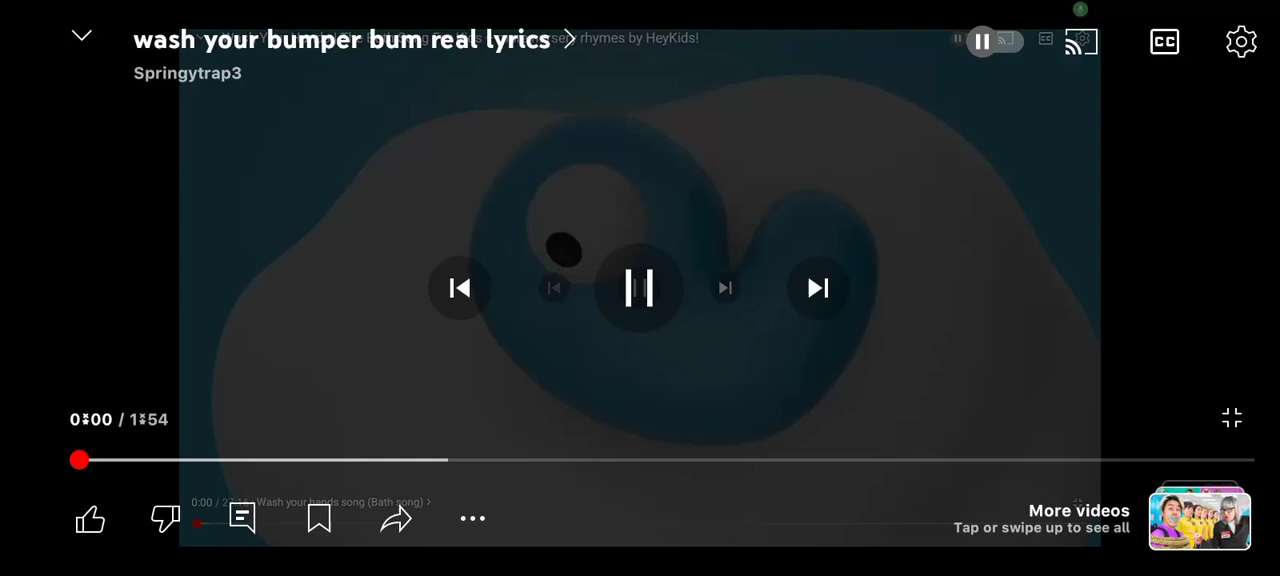 wash your bumper bum real lyrics
rhymes by HeyKids!
Springytrap3
CC
0:00 / 1:54
0:00 / 27:16 · Wash your hands song (Bath song) ›
More videos
Tap or swipe up to see all